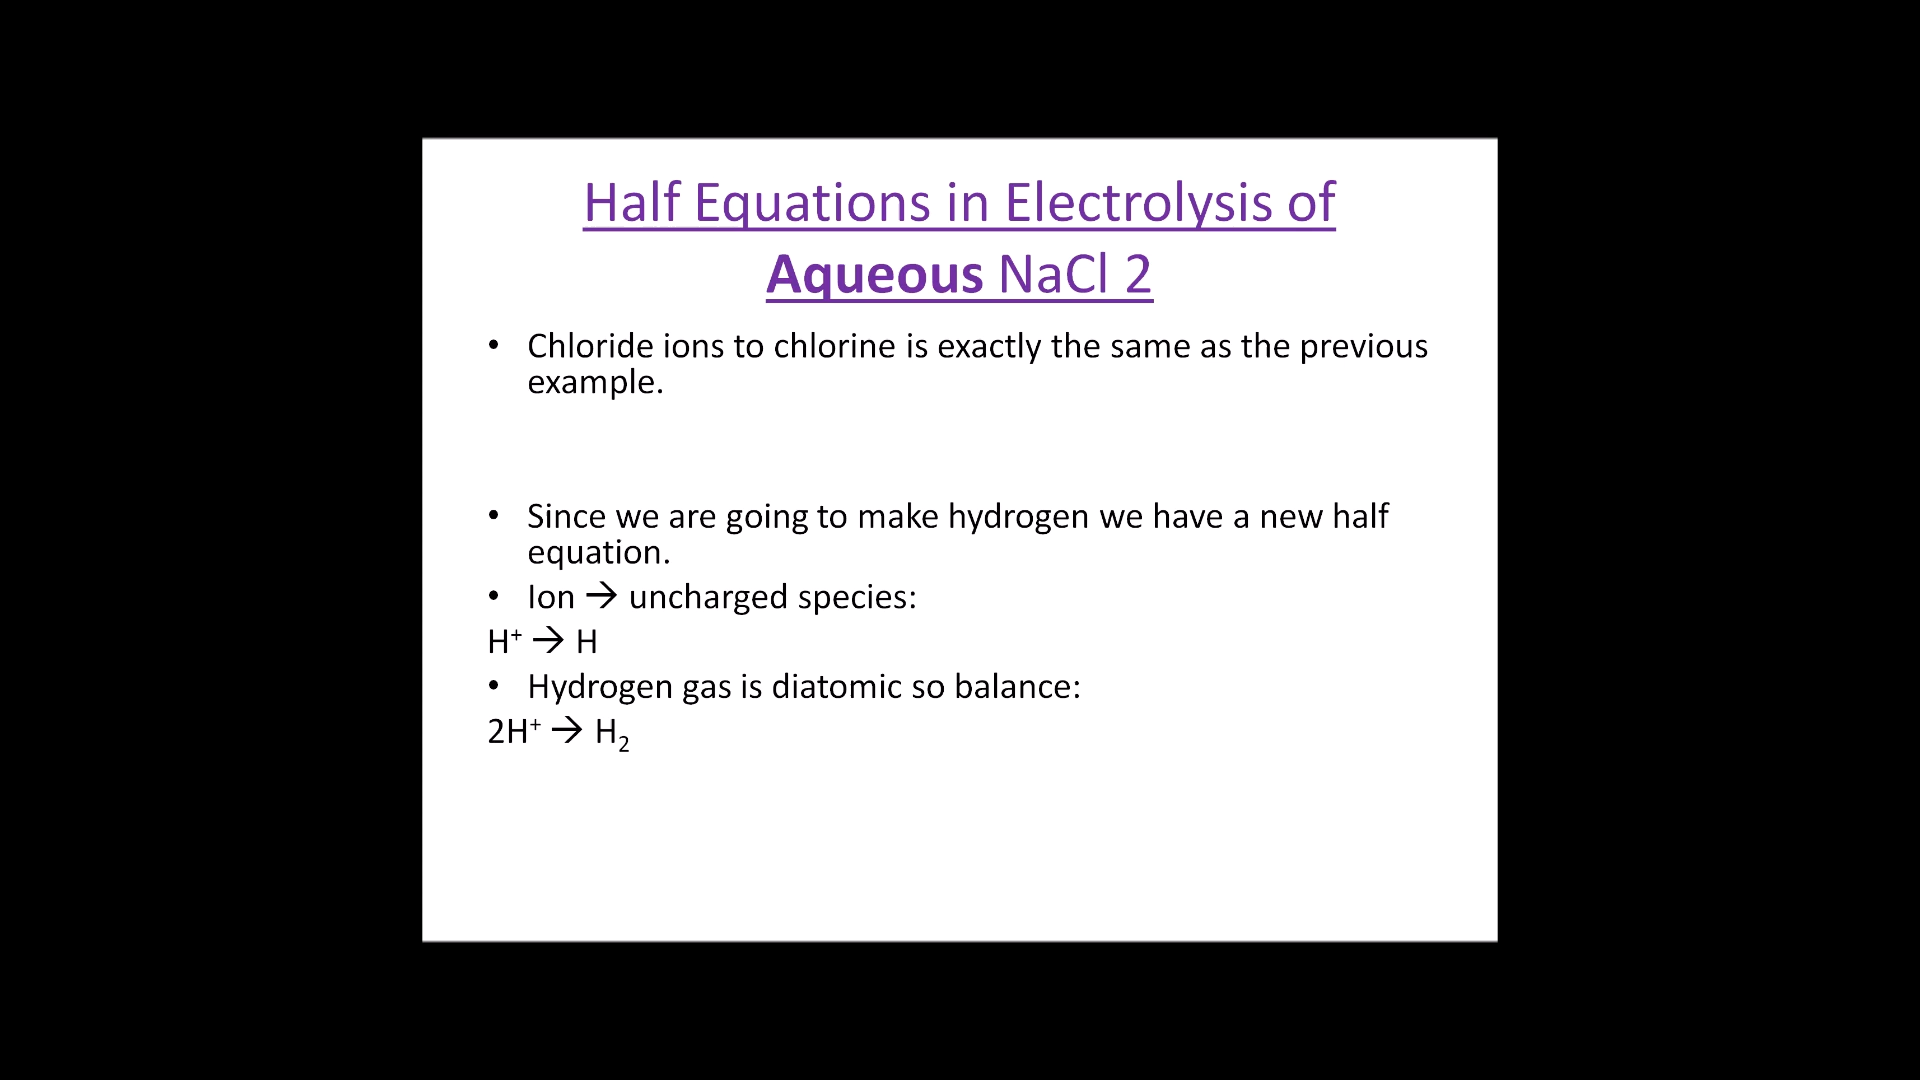 Half Equations in Electrolysis of
Aqueous NaCl 2
• Chloride ions to chlorine is exactly the same as the previous
example.
• Since we are going to make hydrogen we have a new half
equation.
• Ion → uncharged species:
H⁺ → H
• Hydrogen gas is diatomic so balance:
2H⁺ → H₂